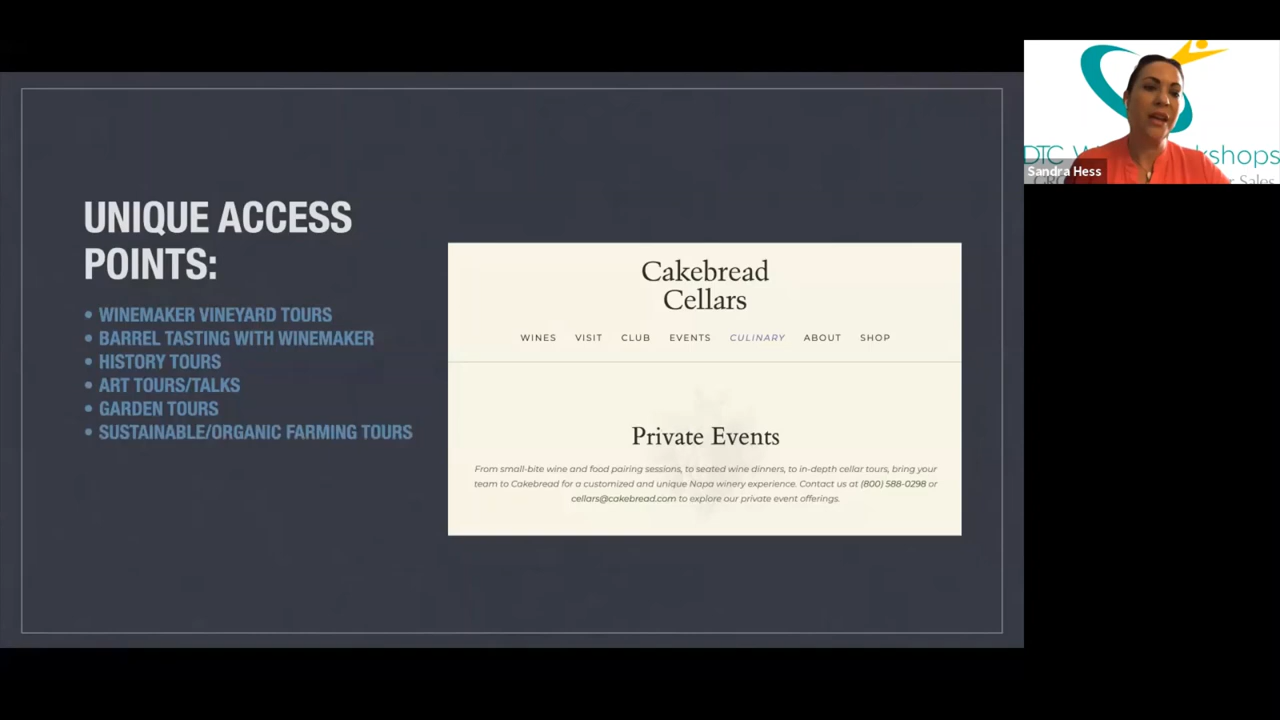 UNIQUE ACCESS
POINTS:
• WINEMAKER VINEYARD TOURS
• BARREL TASTING WITH WINEMAKER
• HISTORY TOURS
• ART TOURS/TALKS
• GARDEN TOURS
• SUSTAINABLE/ORGANIC FARMING TOURS
Cakebread
Cellars
WINES VISIT CLUB EVENTS CULINARY ABOUT SHOP
Private Events
From small-bite wine and food pairing sessions, to seated wine dinners, to in-depth cellar tours, bring your
team to Cakebread for a customized and unique Napa winery experience. Contact us at (800) 588-0298 or
cellars@cakebread.com to explore our private event offerings.
DTC
Sandra Hess
Sales